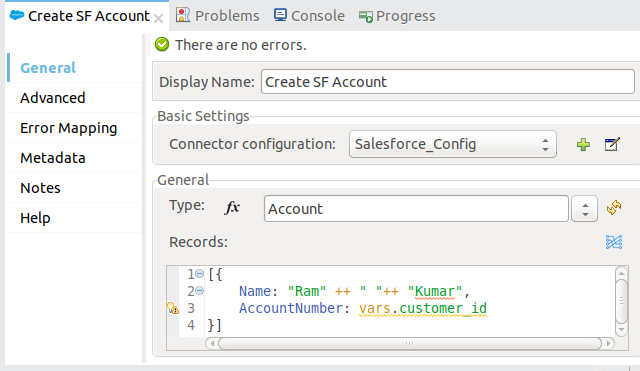 Create SF Account
Problems
Console
Progress
There are no errors.
General
Advanced
Error Mapping
Metadata
Notes
Help
Display Name: Create SF Account
Basic Settings
Connector configuration: Salesforce_Config
General
Type: fx Account
Records:
1 [{
2 Name: "Ram" ++ " "++ "Kumar",
3 AccountNumber: vars.customer_id
4 }]